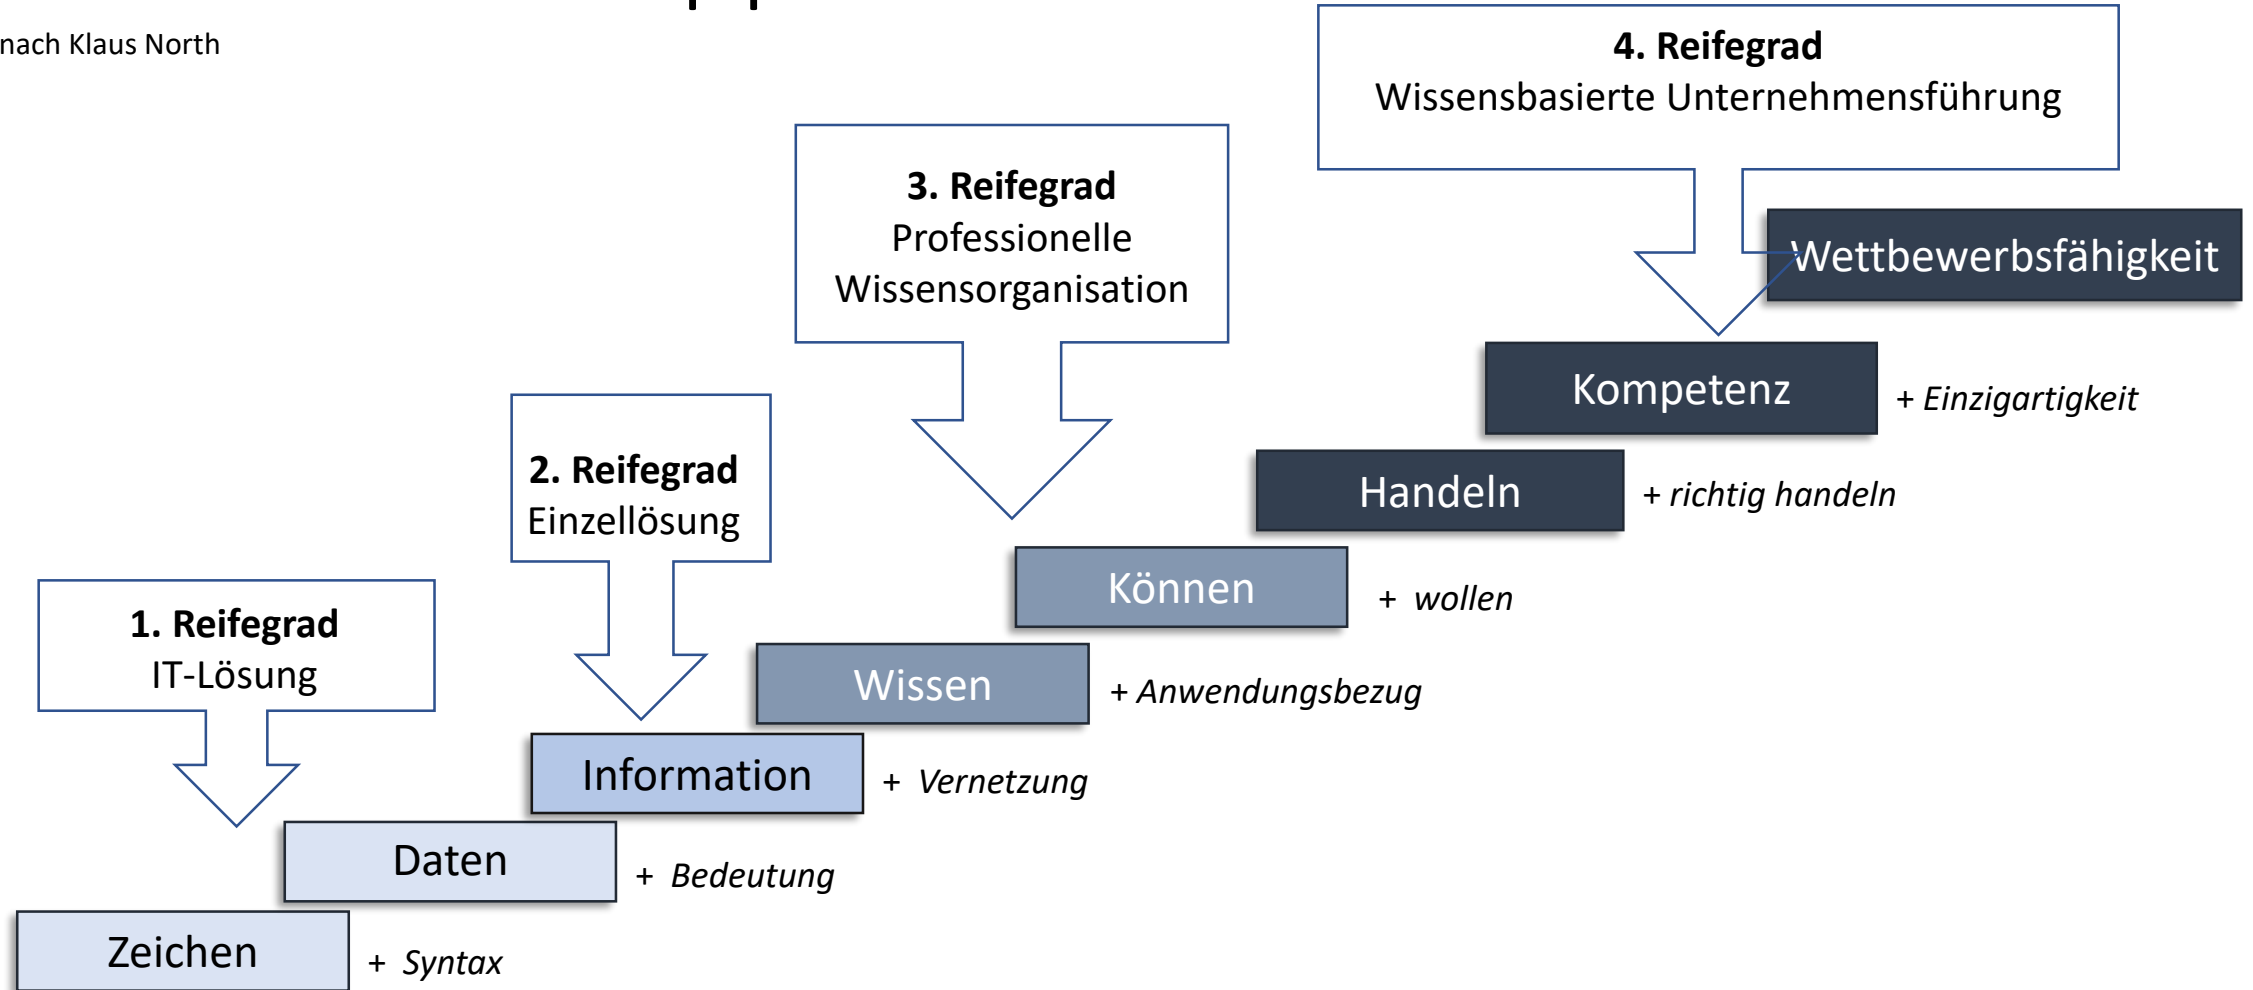 nach Klaus North
4. Reifegrad
Wissensbasierte Unternehmensführung
3. Reifegrad
Professionelle
Wissensorganisation
Wettbewerbsfähigkeit
Kompetenz
+ Einzigartigkeit
2. Reifegrad
Einzellösung
Handeln
+ richtig handeln
Können
+ wollen
1. Reifegrad
IT-Lösung
Wissen
+ Anwendungsbezug
Information
+ Vernetzung
Daten
+ Bedeutung
Zeichen
+ Syntax